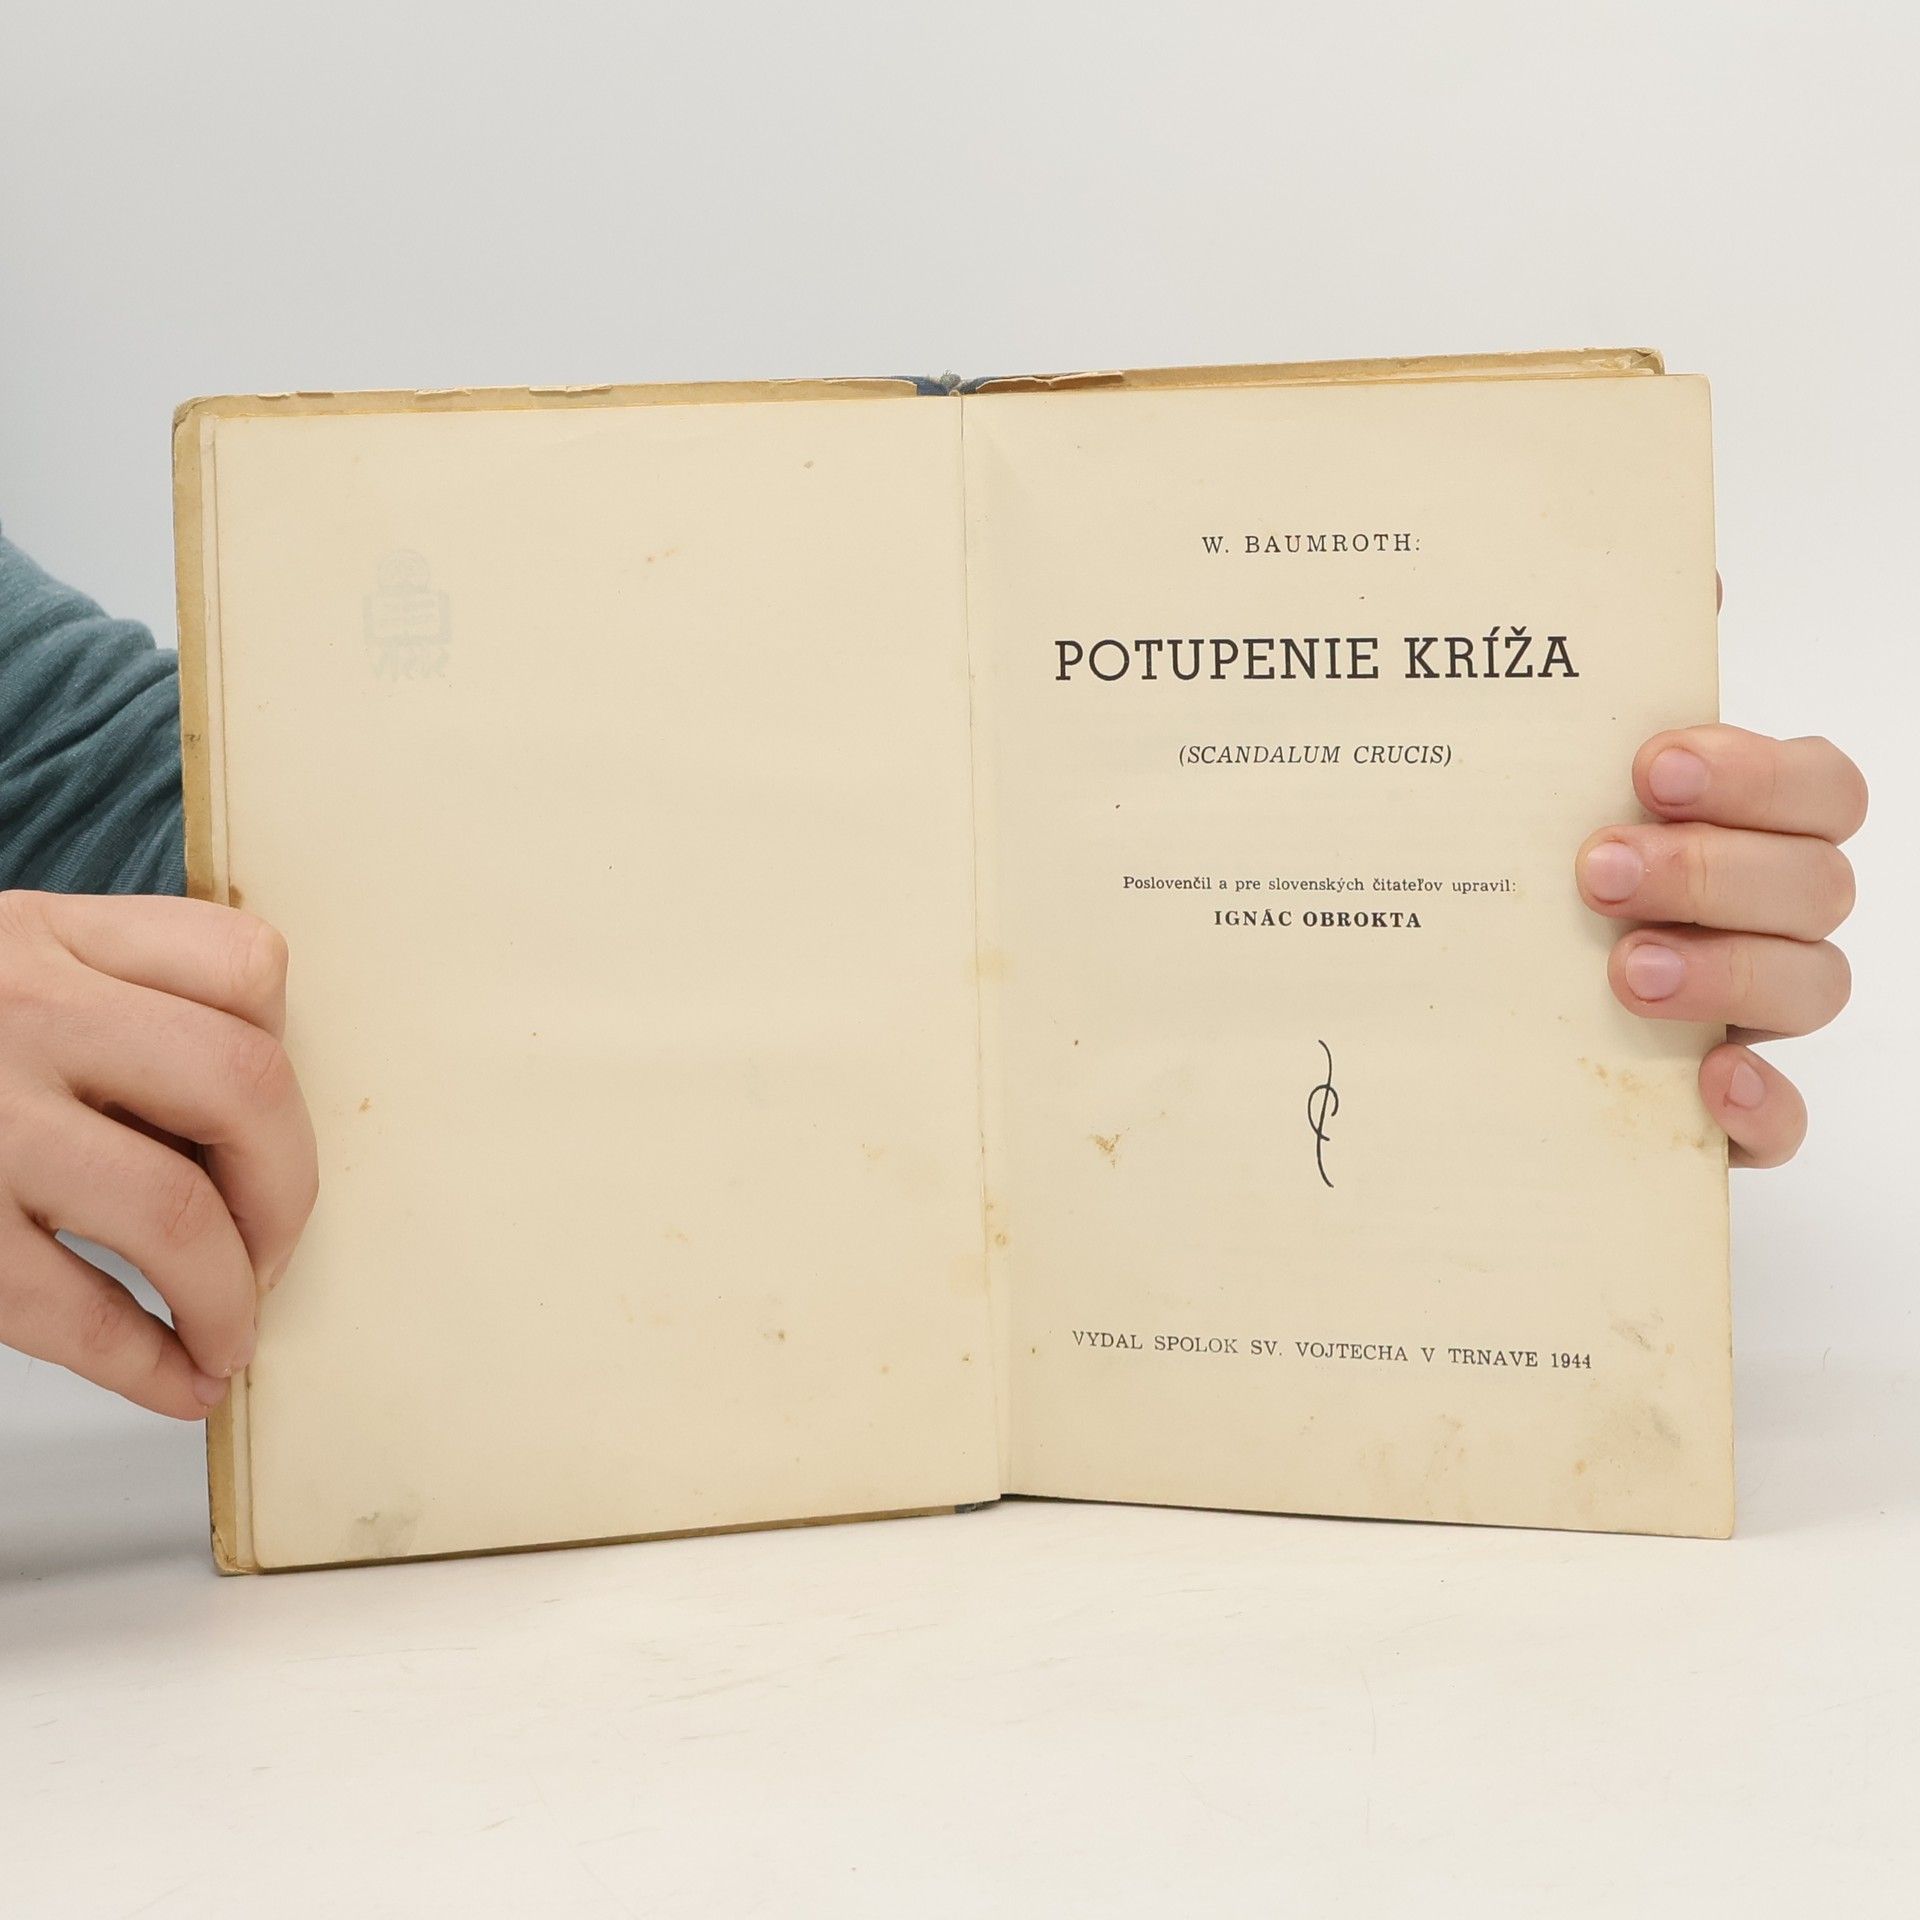 W. BAUMROTH:
POTUPENIE KRÍŽA
(SCANDALUM CRUCIS)
Poslovenčil a pre slovenských čitateľov upravil:
IGNÁC OBROKTA
VYDAL SPOLOK SV. VOJTECHA V TRNAVE 1944